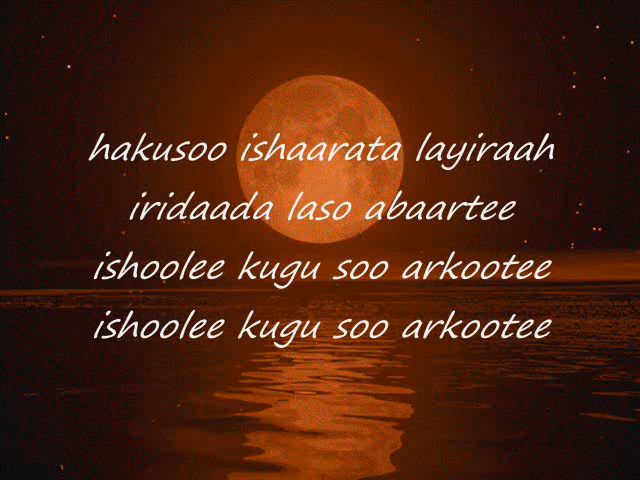 hakusoo ishaarata layiraah
iridaada laso abaartee
ishoolee kugu soo arkootee
ishoolee kugu soo arkootee